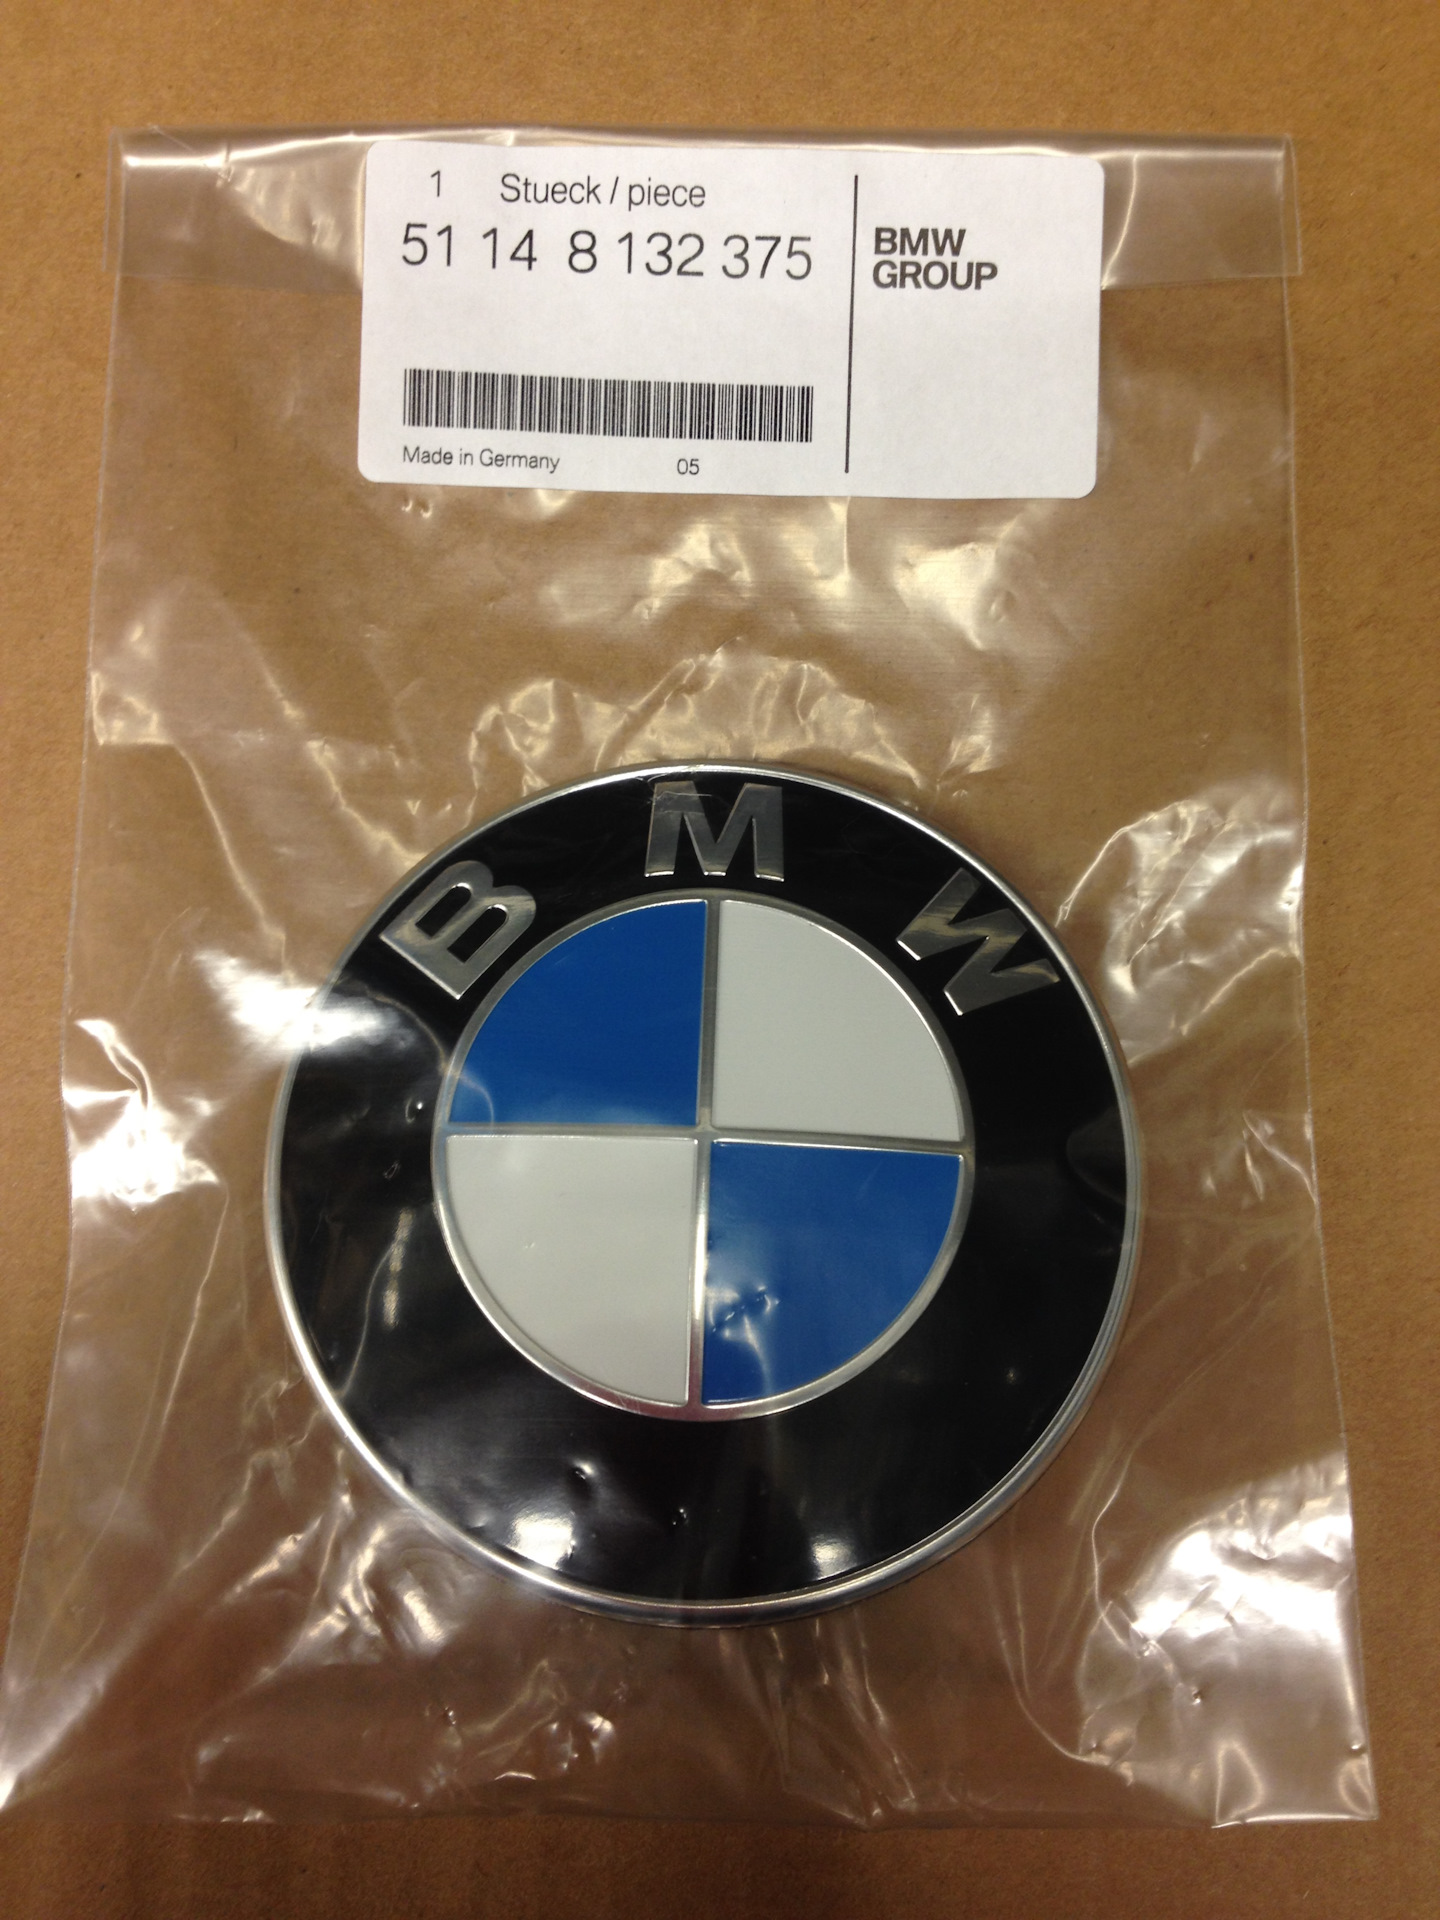 1 Stueck / piece
51 14 8 132 375
BMW
GROUP
Made in Germany 05
BMW